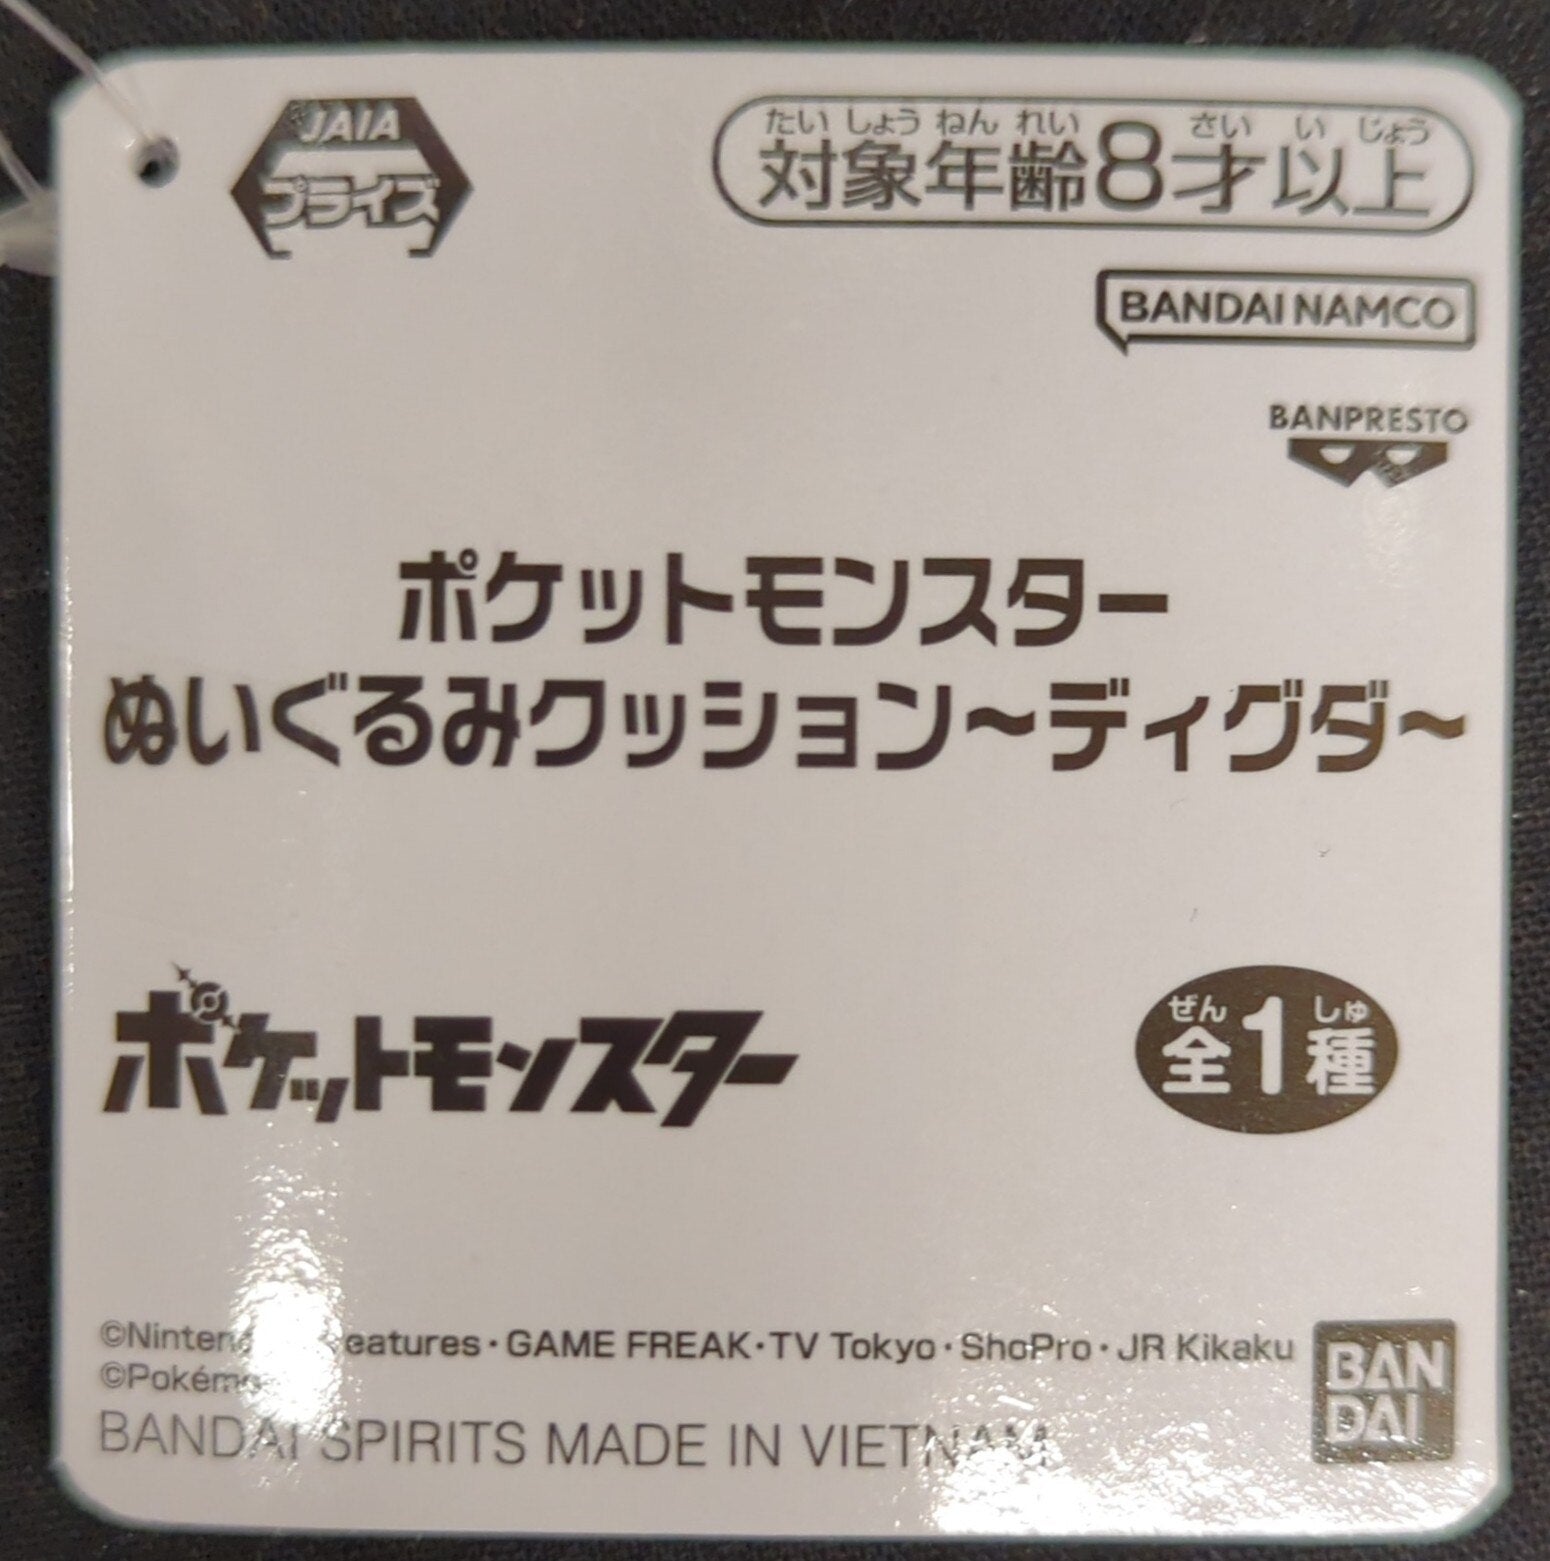 JAIA
プライズ
たいしょうねんれい さい いじょう
対象年齢8才以上
BANDAI NAMCO
BANPRESTO
ポケットモンスター
ぬいぐるみクッション～ディグダ～
ポケットモンスター
ぜん しゅ
全1種
eatures・GAME FREAK・TV Tokyo・ShoPro・JR Kikaku
BANDAI SPIRITS MADE IN VIETNAM
BAN
DAI